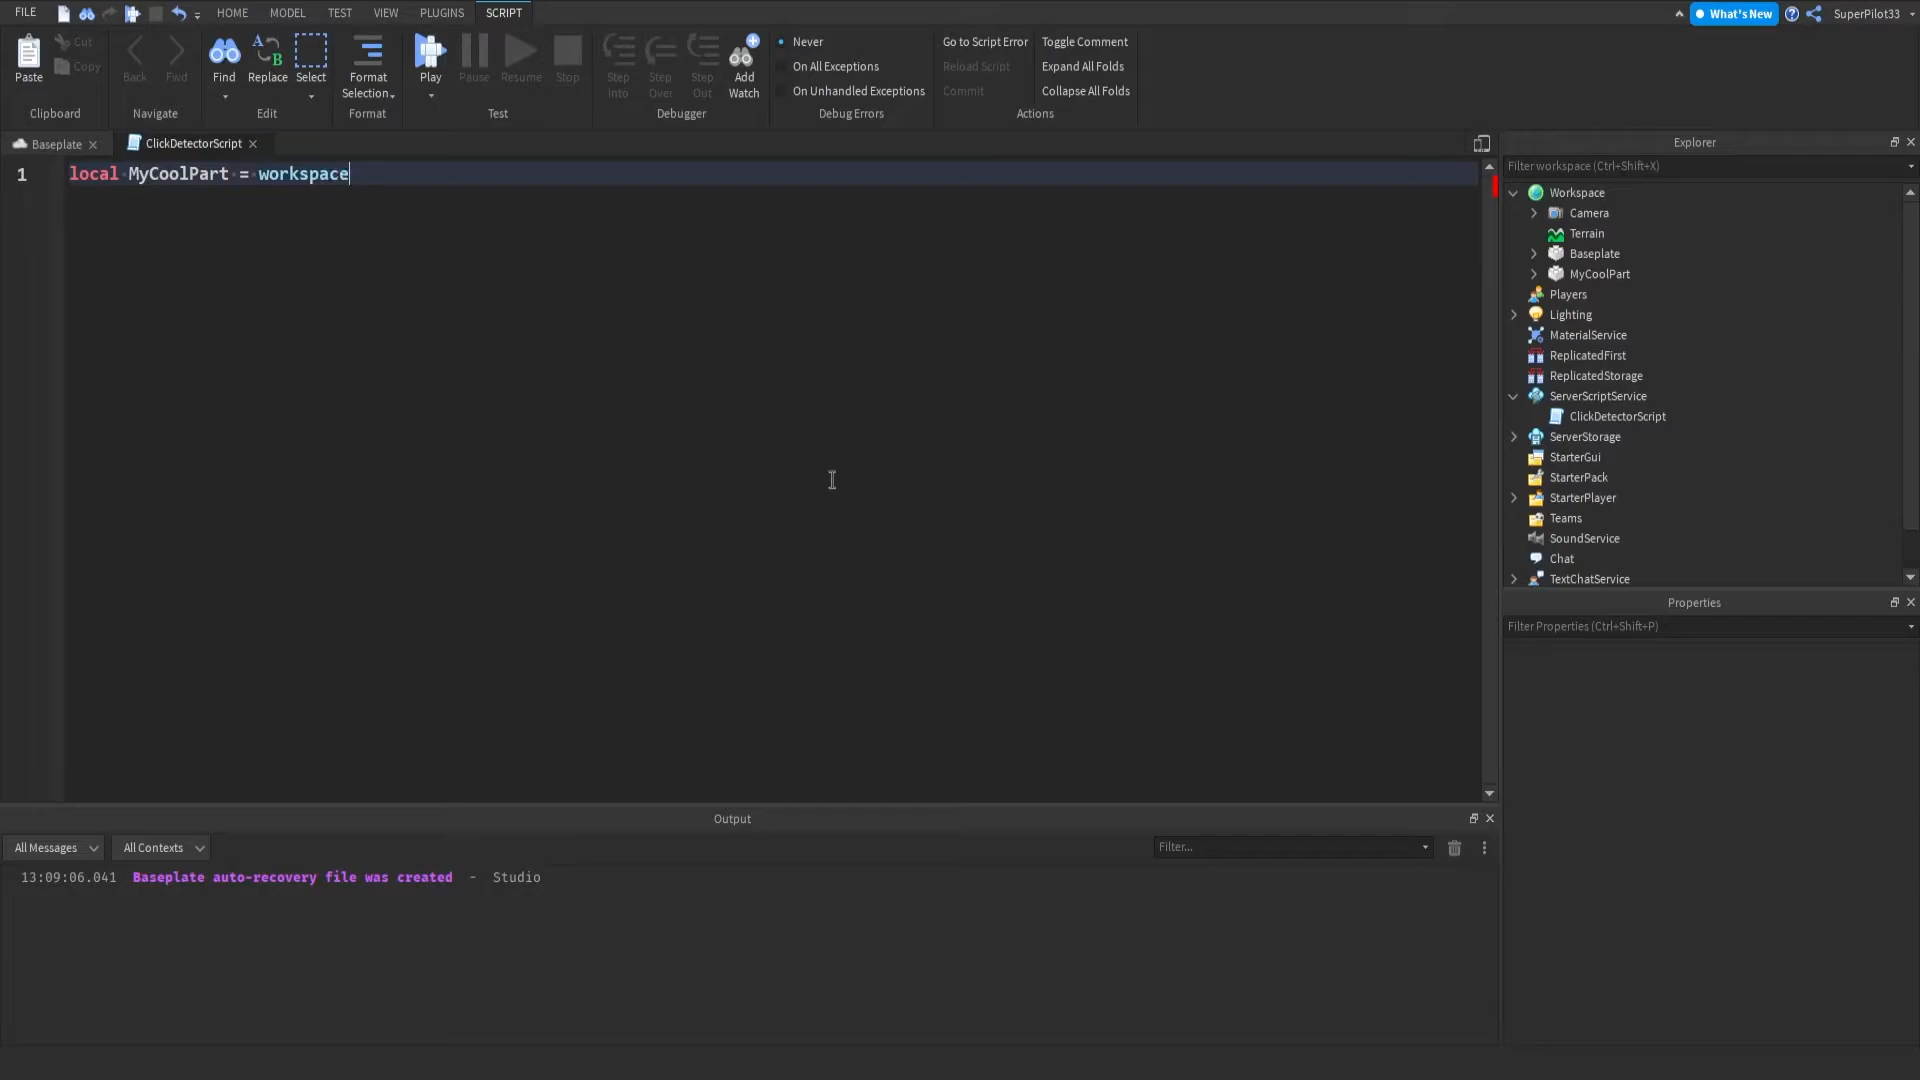 FILE HOME MODEL TEST VIEW PLUGINS SCRIPT What's New SuperPilot33
Paste Cut Copy
Clipboard
Back Fwd
Navigate
Find Replace Select
Edit
Format Selection
Format
Play Pause Resume Stop
Test
Step Into Step Over Step Out Add Watch
Debugger
Never
On All Exceptions
On Unhandled Exceptions
Debug Errors
Go to Script Error Toggle Comment
Reload Script Expand All Folds
Commit Collapse All Folds
Actions
Baseplate ClickDetectorScript
1 local MyCoolPart = workspace
Explorer
Filter workspace (Ctrl+Shift+X)
Workspace
Camera
Terrain
Baseplate
MyCoolPart
Players
Lighting
MaterialService
ReplicatedFirst
ReplicatedStorage
ServerScriptService
ClickDetectorScript
ServerStorage
StarterGui
StarterPack
StarterPlayer
Teams
SoundService
Chat
TextChatService
Properties
Filter Properties (Ctrl+Shift+P)
Output
All Messages All Contexts Filter...
13:09:06.041 Baseplate auto-recovery file was created - Studio